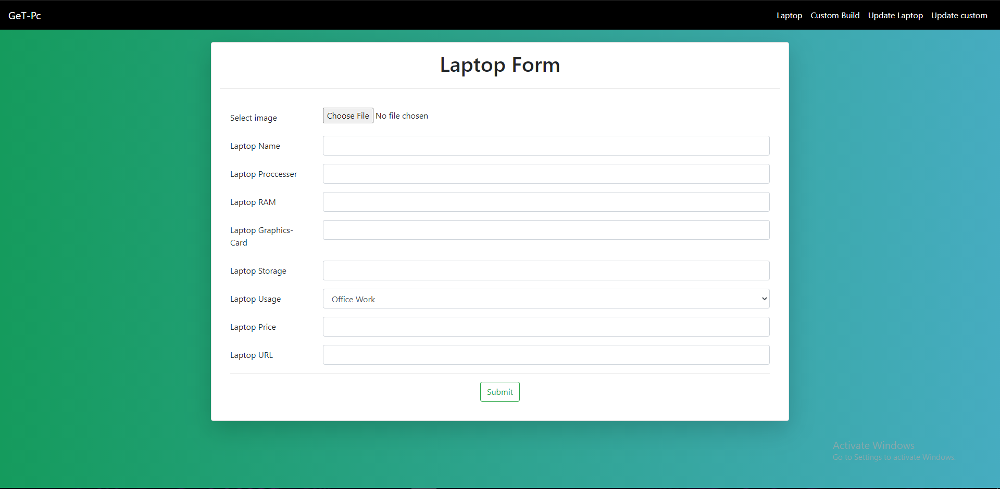 GeT-Pc
Laptop Custom Build Update Laptop Update custom
Laptop Form
Select image
Choose File No file chosen
Laptop Name
Laptop Proccesser
Laptop RAM
Laptop Graphics-
Card
Laptop Storage
Laptop Usage
Office Work
Laptop Price
Laptop URL
Submit
Activate Windows
Go to Settings to activate Windows.